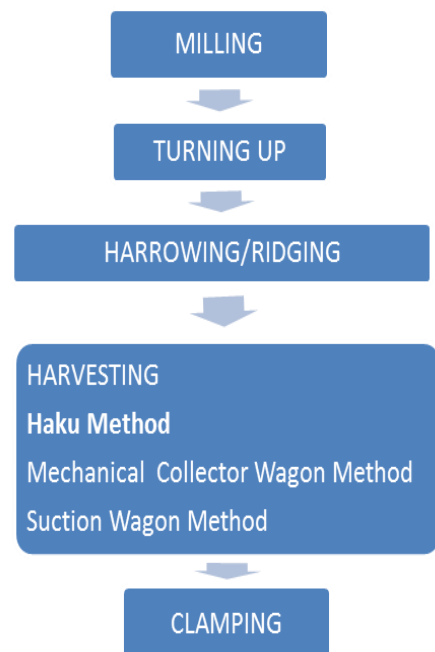 MILLING
TURNING UP
HARROWING/RIDGING
HARVESTING
Haku Method
Mechanical Collector Wagon Method
Suction Wagon Method
CLAMPING